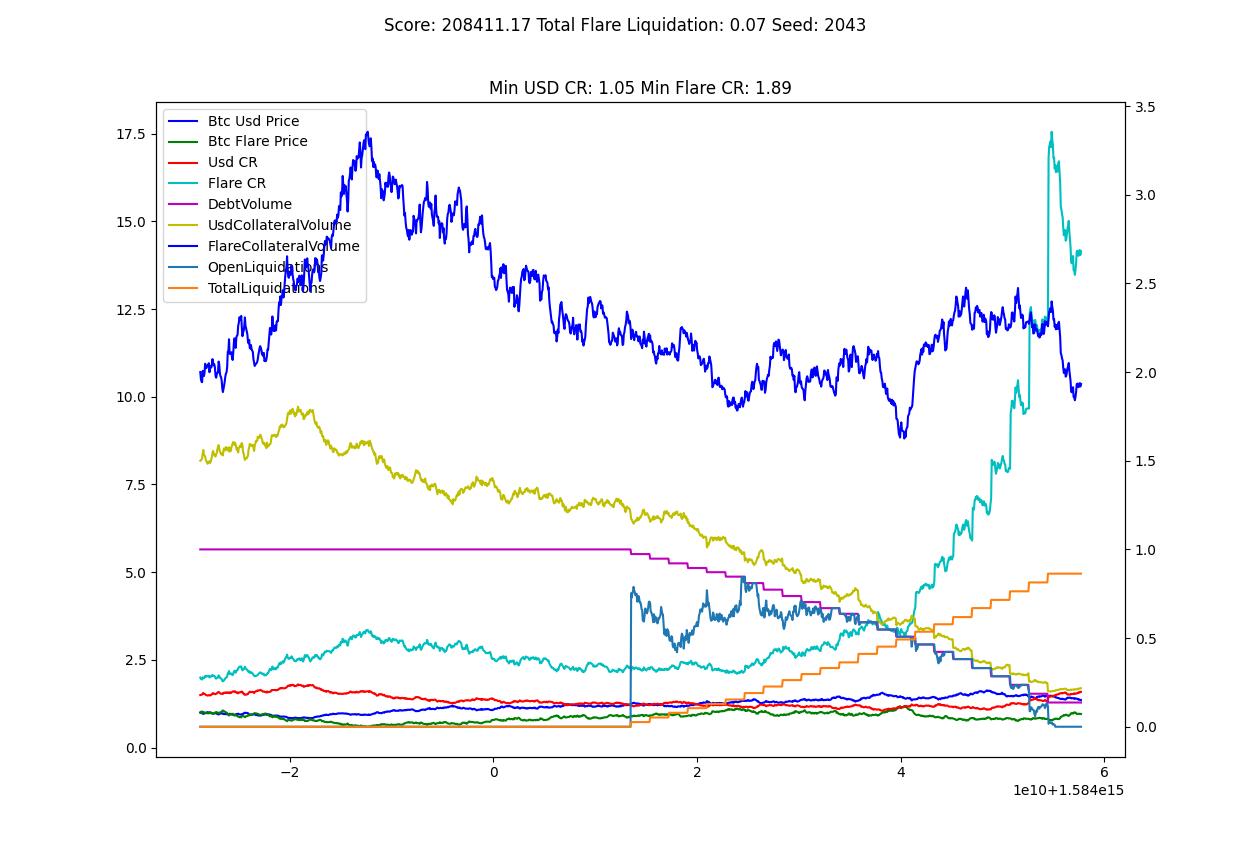 Score: 208411.17 Total Flare Liquidation: 0.07 Seed: 2043
Min USD CR: 1.05 Min Flare CR: 1.89
Btc Usd Price
Btc Flare Price
Usd CR
Flare CR
DebtVolume
UsdCollateralVolume
FlareCollateralVolume
OpenLiquidations
TotalLiquidations
17.5
15.0
12.5
10.0
7.5
5.0
2.5
0.0
3.5
3.0
2.5
2.0
1.5
1.0
0.5
0.0
−2
0
2
4
6
1e10+1.584e15